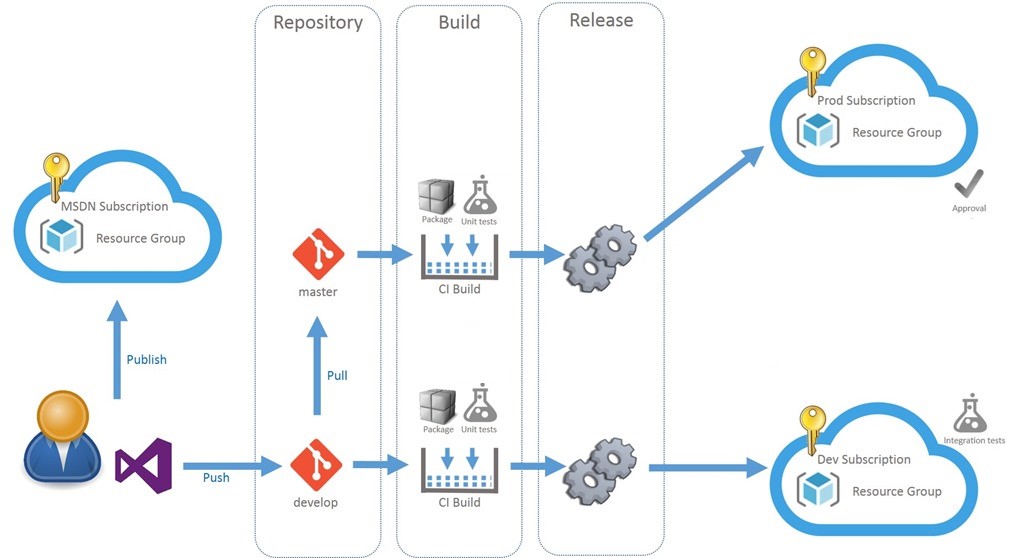 Repository
Build
Release
Prod Subscription
Resource Group
Approval
MSDN Subscription
Resource Group
Package
Unit tests
CI Build
master
Publish
Pull
Package
Unit tests
CI Build
Integration tests
Dev Subscription
Resource Group
Push
develop